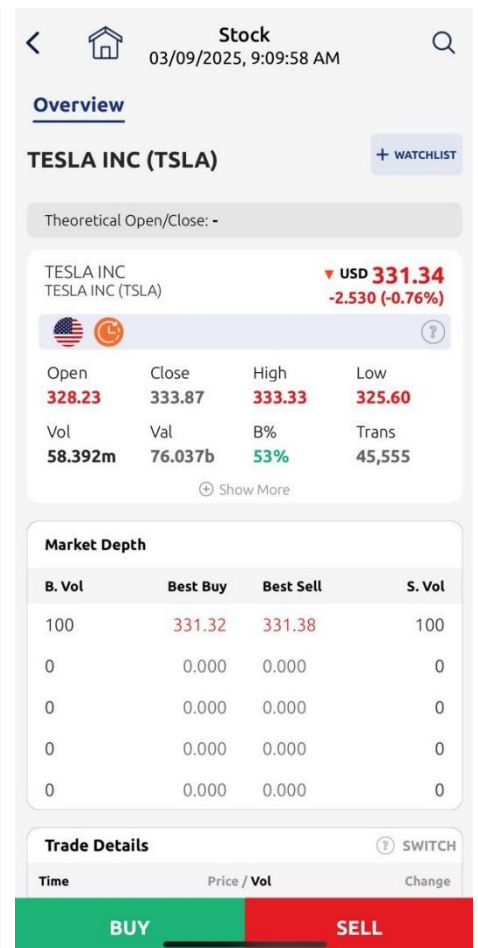 Stock
03/09/2025, 9:09:58 AM
Overview
TESLA INC (TSLA)
+ WATCHLIST
Theoretical Open/Close: -
TESLA INC
TESLA INC (TSLA)
▼ USD 331.34
-2.530 (-0.76%)
?
Open Close High Low
328.23 333.87 333.33 325.60
Vol Val B% Trans
58.392m 76.037b 53% 45,555
⊕ Show More
Market Depth
B. Vol Best Buy Best Sell S. Vol
100 331.32 331.38 100
0 0.000 0.000 0
0 0.000 0.000 0
0 0.000 0.000 0
0 0.000 0.000 0
Trade Details ? SWITCH
Time Price / Vol Change
BUY SELL